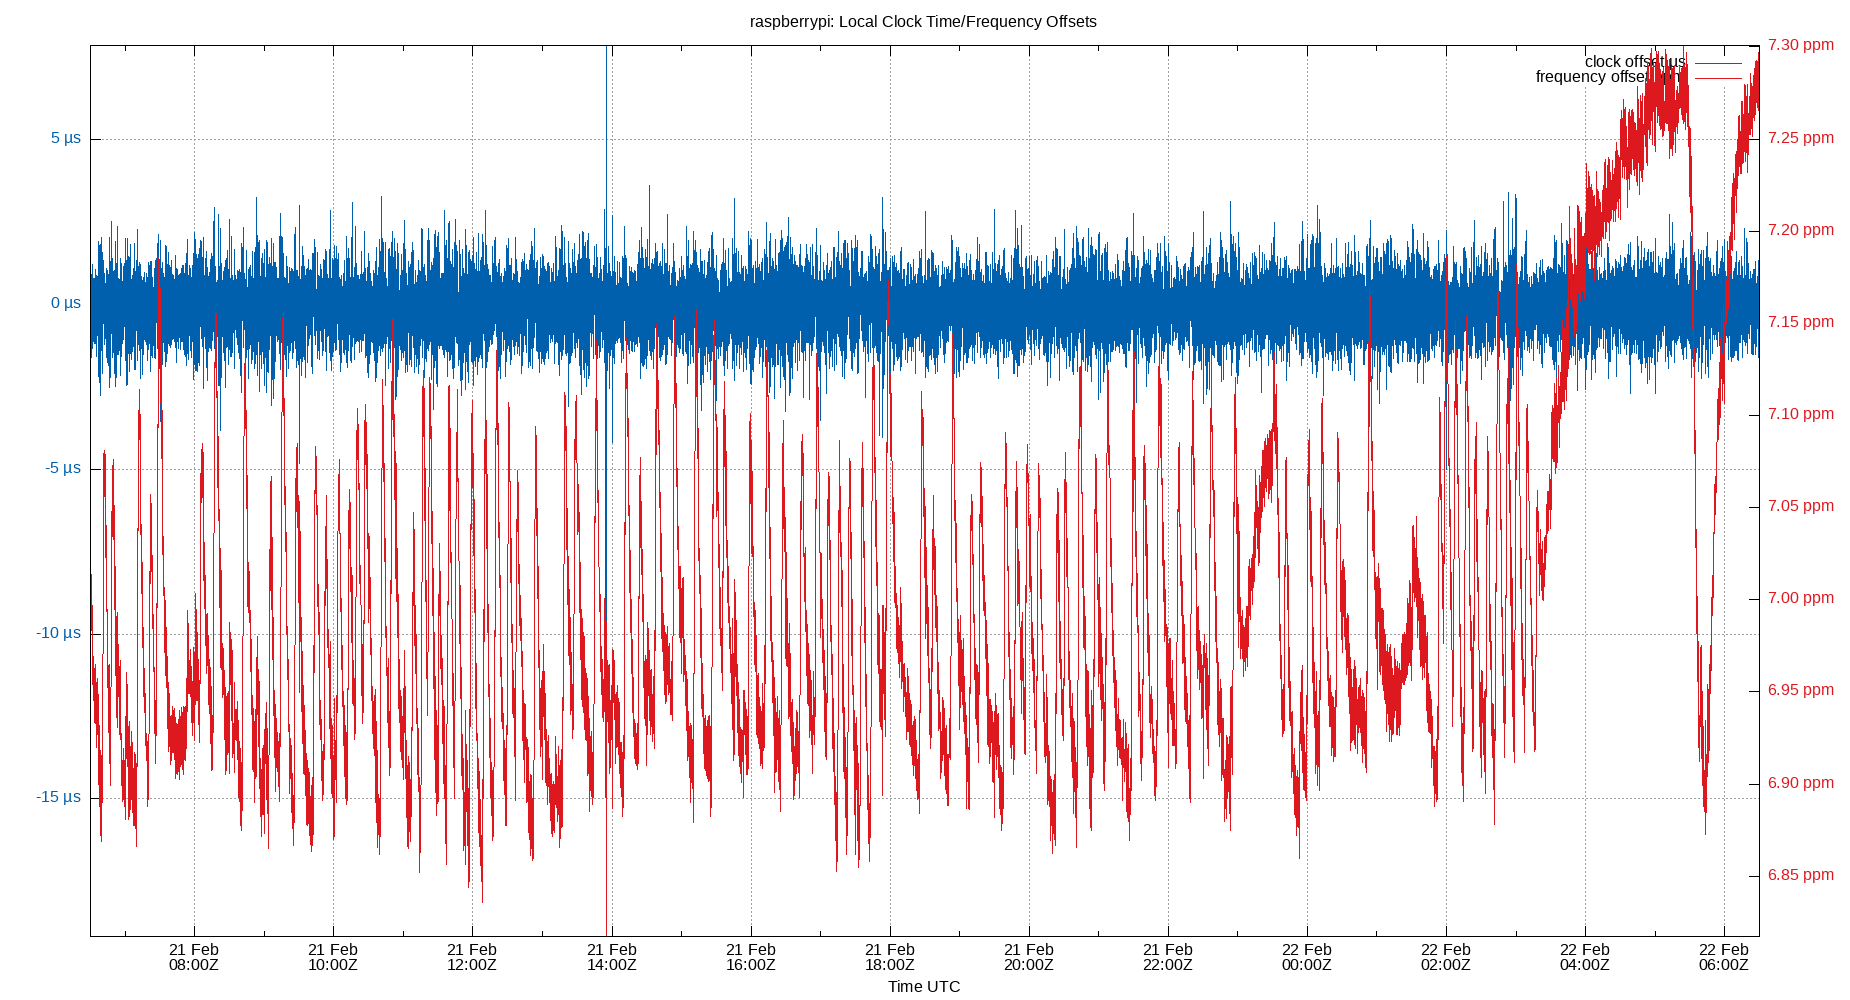 raspberrypi: Local Clock Time/Frequency Offsets
clock offset µs
frequency offset
7.30 ppm
7.25 ppm
7.20 ppm
7.15 ppm
7.10 ppm
7.05 ppm
7.00 ppm
6.95 ppm
6.90 ppm
6.85 ppm
5 µs
0 µs
-5 µs
-10 µs
-15 µs
21 Feb
08:00Z
21 Feb
10:00Z
21 Feb
12:00Z
21 Feb
14:00Z
21 Feb
16:00Z
21 Feb
18:00Z
21 Feb
20:00Z
21 Feb
22:00Z
22 Feb
00:00Z
22 Feb
02:00Z
22 Feb
04:00Z
22 Feb
06:00Z
Time UTC